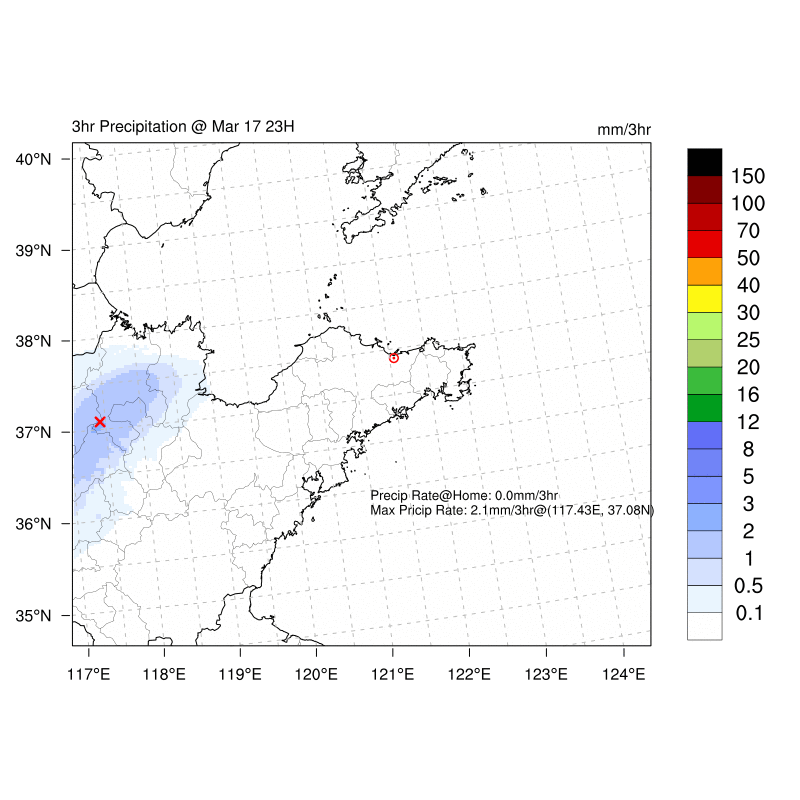 3hr Precipitation @ Mar 17 23H
mm/3hr
40°N
39°N
38°N
37°N
36°N
35°N
117°E 118°E 119°E 120°E 121°E 122°E 123°E 124°E
Precip Rate@Home: 0.0mm/3hr
Max Pricip Rate: 2.1mm/3hr@(117.43E, 37.08N)
150
100
70
50
40
30
25
20
16
12
8
5
3
2
1
0.5
0.1